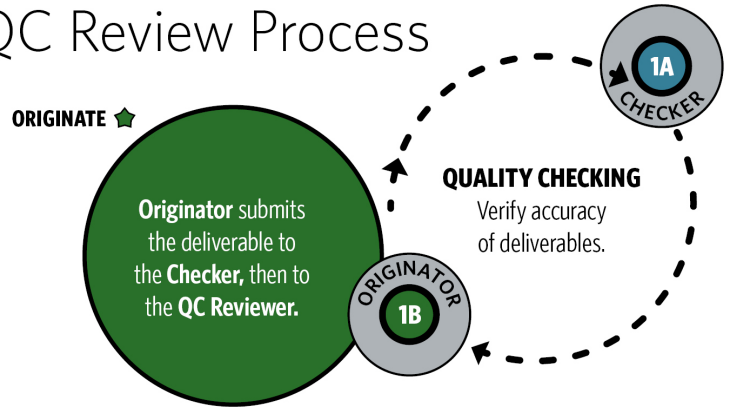 QC Review Process
ORIGINATE
1A
CHECKER
Originator submits
the deliverable to
the Checker, then to
the QC Reviewer.
QUALITY CHECKING
Verify accuracy
of deliverables.
ORIGINATOR
1B